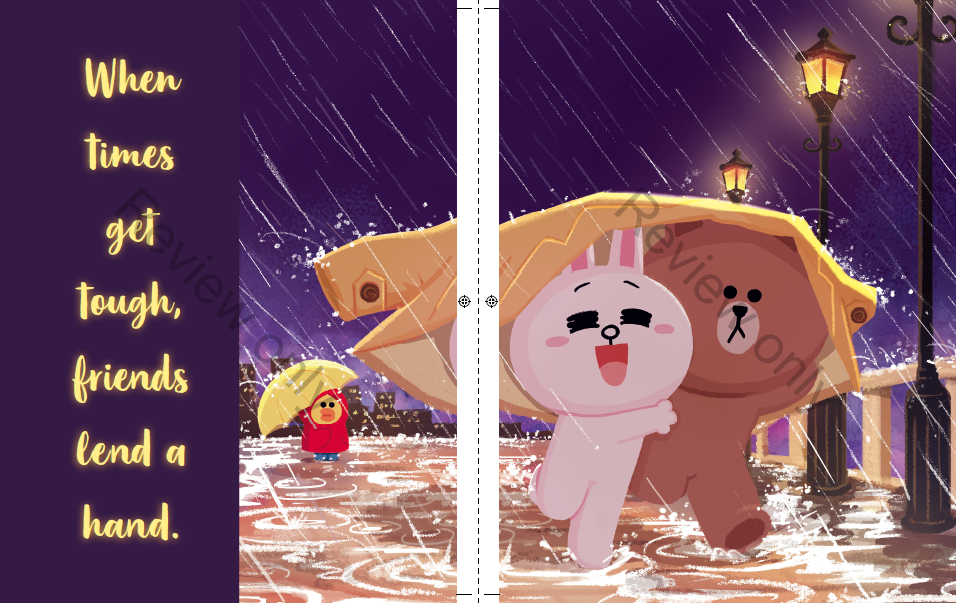 When
times
get
tough,
friends
lend a
hand.
Review only
Review only